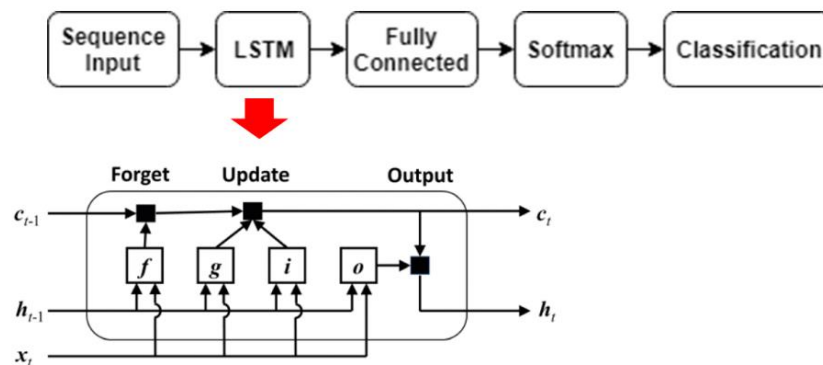 Sequence
Input
LSTM
Fully
Connected
Softmax
Classification
Forget Update Output
c_{t-1}
c_t
f g i o
h_{t-1}
h_t
x_t